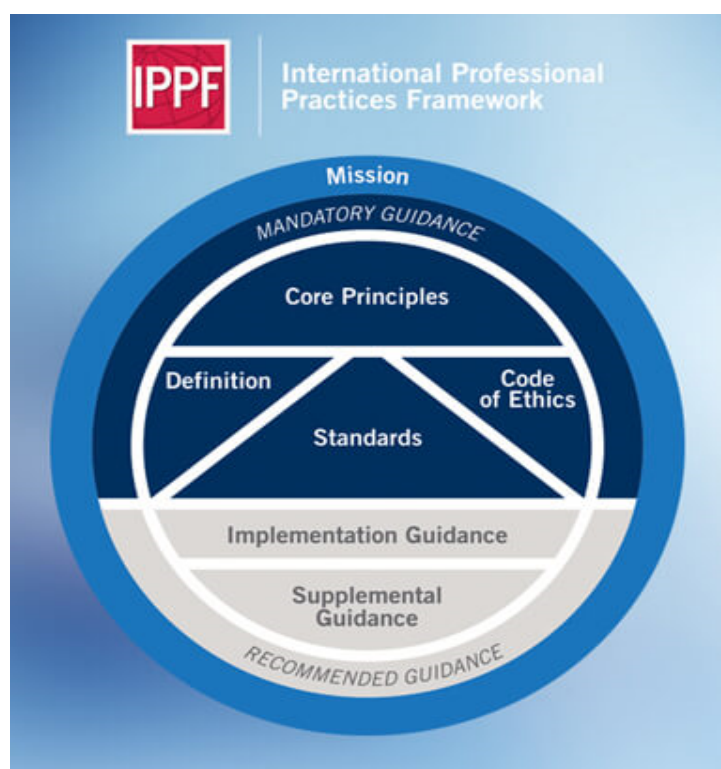 IPPF
International Professional
Practices Framework
Mission
MANDATORY GUIDANCE
Core Principles
Definition
Code
of Ethics
Standards
Implementation Guidance
Supplemental
Guidance
RECOMMENDED GUIDANCE